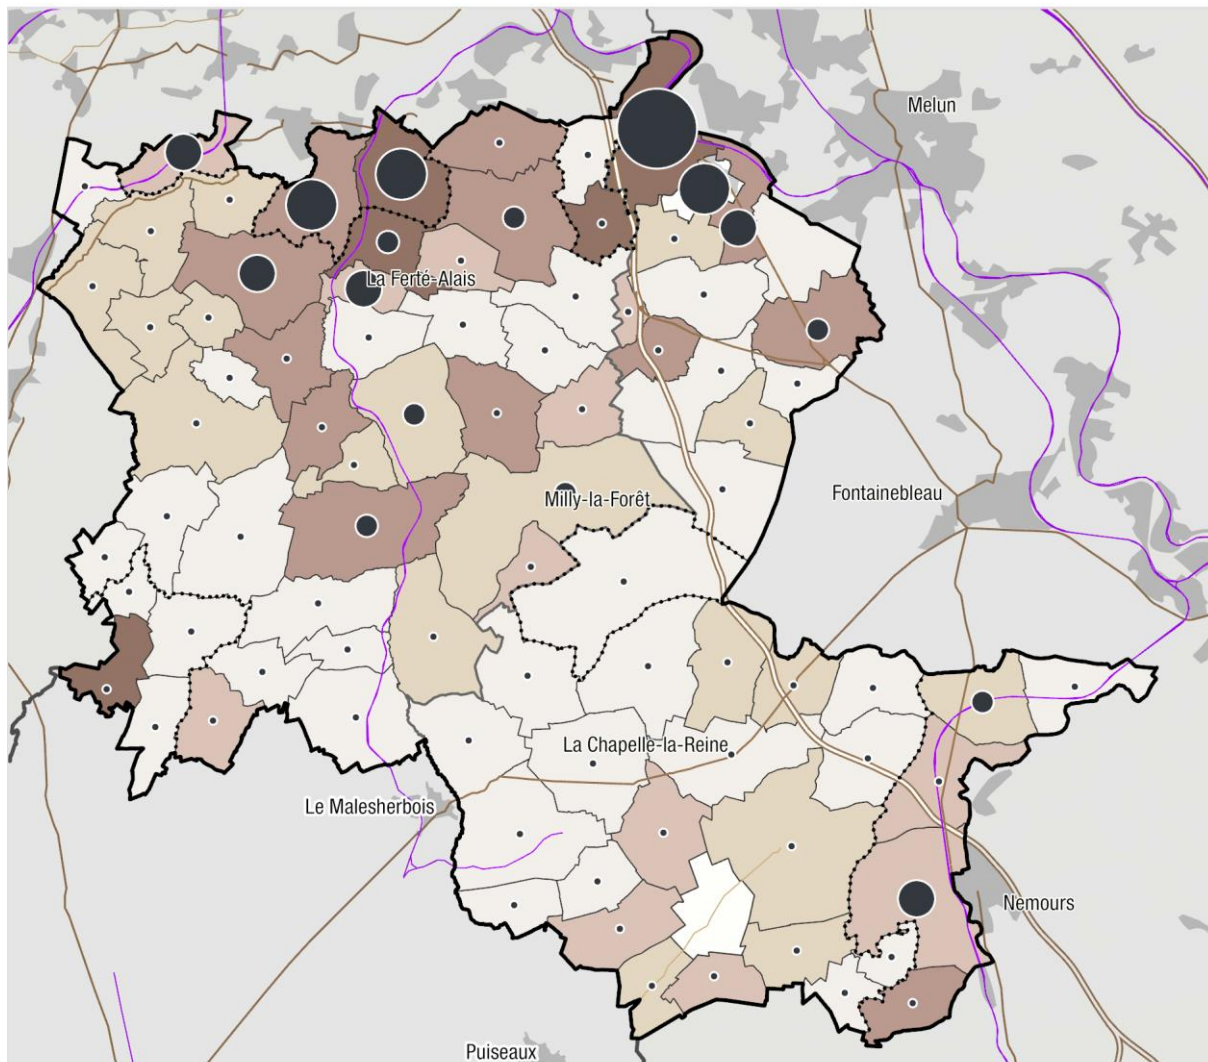 Melun
La Ferté-Alais
Fontainebleau
Milly-la-Forêt
La Chapelle-la-Reine
Le Malesherbois
Nemours
Puiseaux